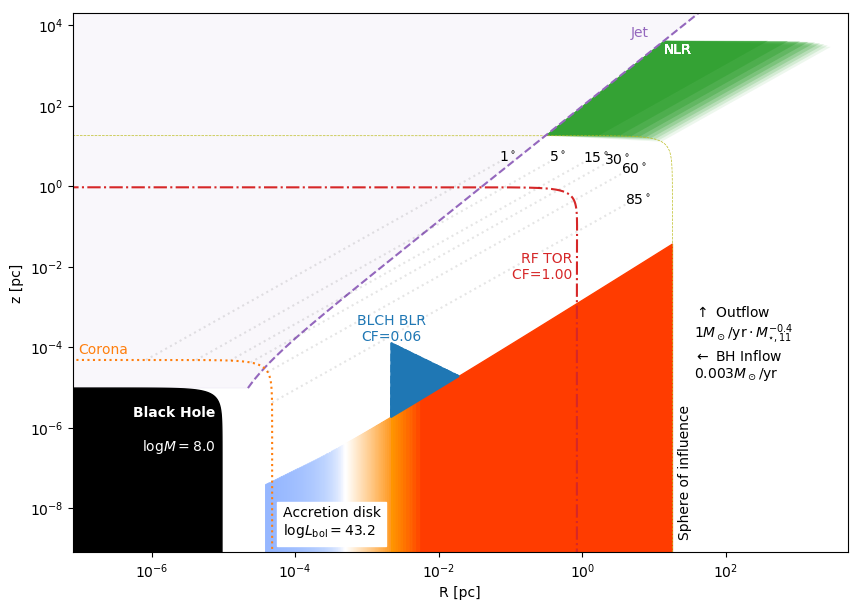 Jet
NLR
1°
5°
15°
30°
60°
85°
RF TOR
CF=1.00
BLCH BLR
CF=0.06
Corona
Black Hole
logM = 8.0
Accretion disk
logL_bol = 43.2
Sphere of influence
↑ Outflow
1M_⊙/yr · M_{⋆,11}^{−0.4}
← BH Inflow
0.003M_⊙/yr
z [pc]
10^4
10^2
10^0
10^−2
10^−4
10^−6
10^−8
10^−6
10^−4
10^−2
10^0
10^2
R [pc]